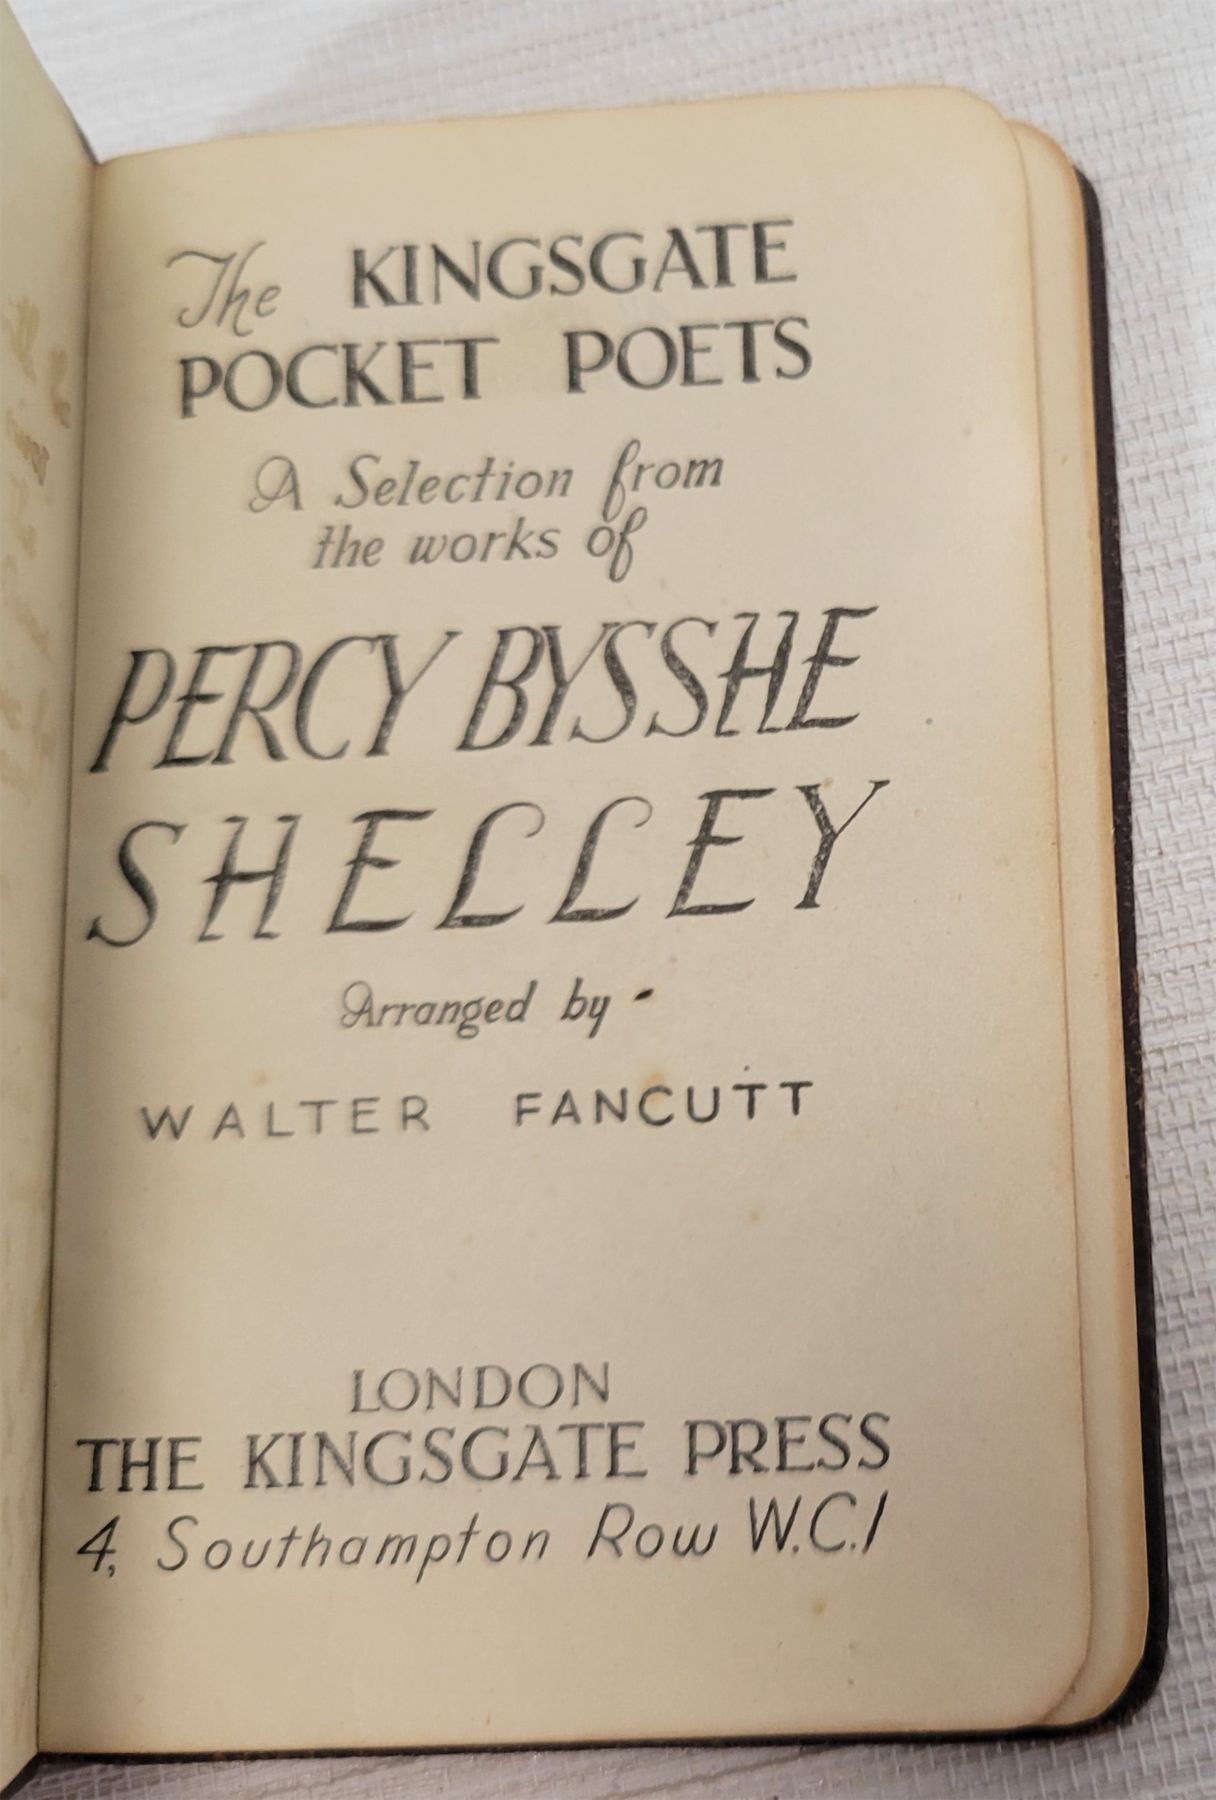 The KINGSGATE
POCKET POETS
A Selection from
the works of
PERCY BYSSHE
SHELLEY
Arranged by -
WALTER FANCUTT
LONDON
THE KINGSGATE PRESS
4, Southampton Row W.C.1